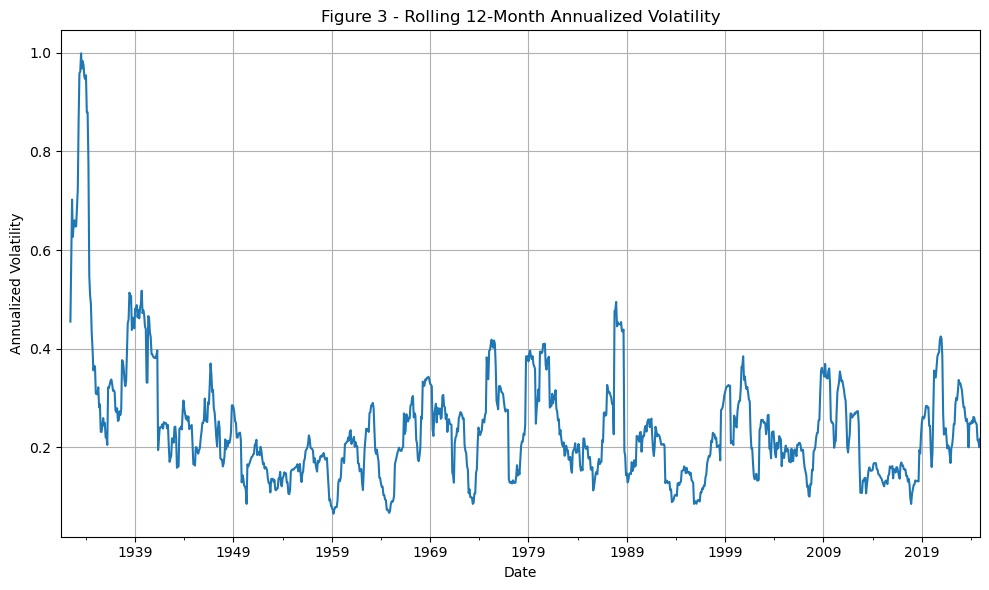 Figure 3 - Rolling 12-Month Annualized Volatility
1.0
0.8
0.6
0.4
0.2
Annualized Volatility
1939 1949 1959 1969 1979 1989 1999 2009 2019
Date